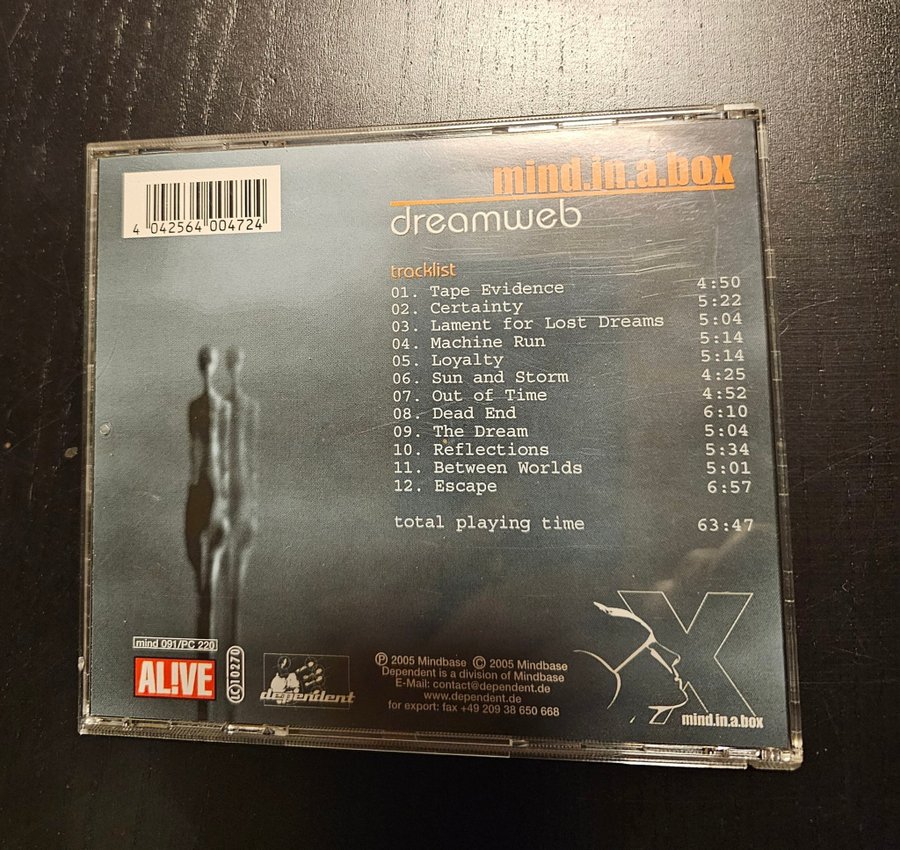 4 042564 004724
mind.in.a.box
dreamweb
tracklist
01. Tape Evidence 4:50
02. Certainty 5:22
03. Lament for Lost Dreams 5:04
04. Machine Run 5:14
05. Loyalty 5:14
06. Sun and Storm 4:25
07. Out of Time 4:52
08. Dead End 6:10
09. The Dream 5:04
10. Reflections 5:34
11. Between Worlds 5:01
12. Escape 6:57
total playing time 63:47
mind 091/PC 220
AL!VE
LC 10270
dependent
Ⓟ 2005 Mindbase © 2005 Mindbase
Dependent is a division of Mindbase
E-Mail: contact@dependent.de
www.dependent.de
for export: fax +49 209 38 650 668
X
mind.in.a.box